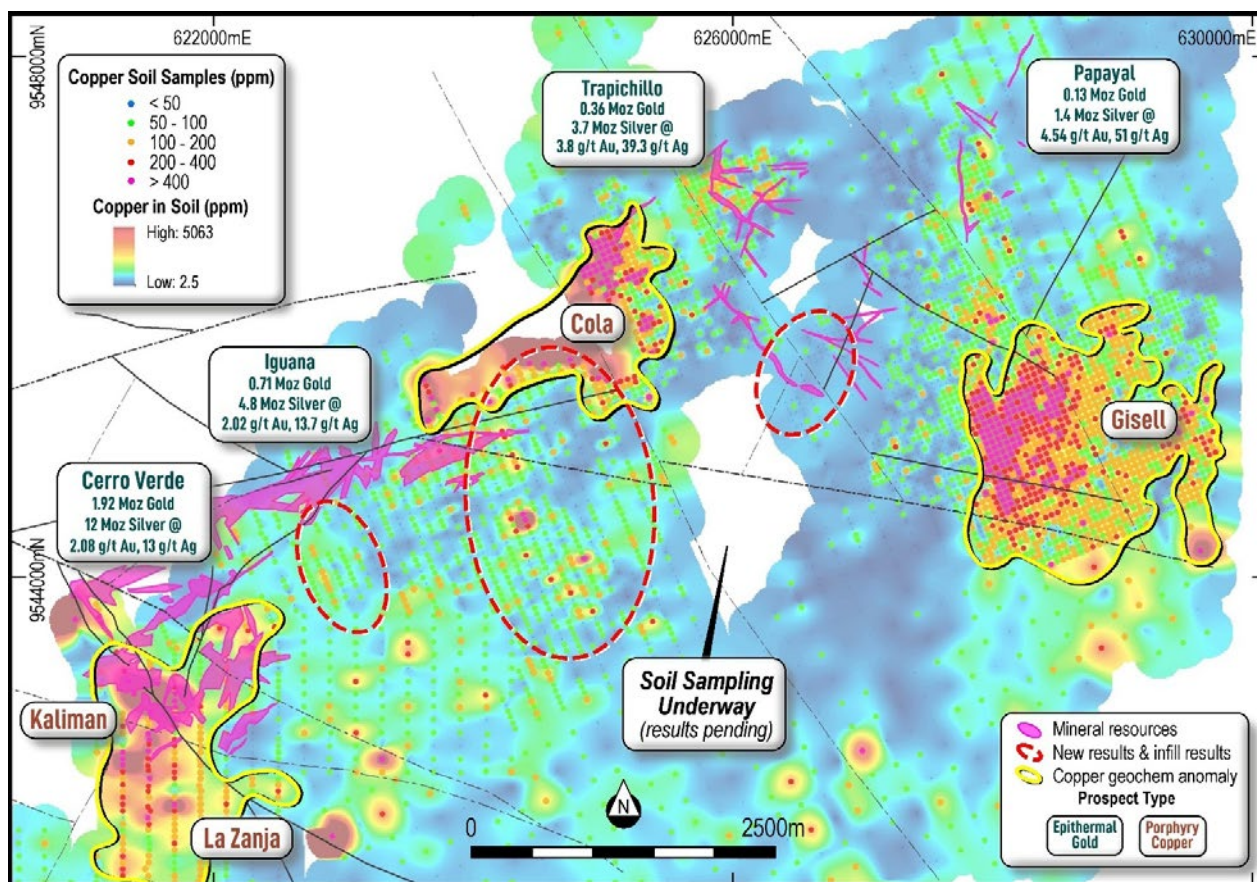 622000mE
626000mE
630000mE
9548000mN
9544000mN
Copper Soil Samples (ppm)
< 50
50 - 100
100 - 200
200 - 400
> 400
Copper in Soil (ppm)
High: 5063
Low: 2.5
Trapichillo
0.36 Moz Gold
3.7 Moz Silver @
3.8 g/t Au, 39.3 g/t Ag
Papayal
0.13 Moz Gold
1.4 Moz Silver @
4.54 g/t Au, 51 g/t Ag
Cola
Iguana
0.71 Moz Gold
4.8 Moz Silver @
2.02 g/t Au, 13.7 g/t Ag
Gisell
Cerro Verde
1.92 Moz Gold
12 Moz Silver @
2.08 g/t Au, 13 g/t Ag
Soil Sampling
Underway
(results pending)
Kaliman
La Zanja
N
0
2500m
Mineral resources
New results & infill results
Copper geochem anomaly
Prospect Type
Epithermal
Gold
Porphyry
Copper